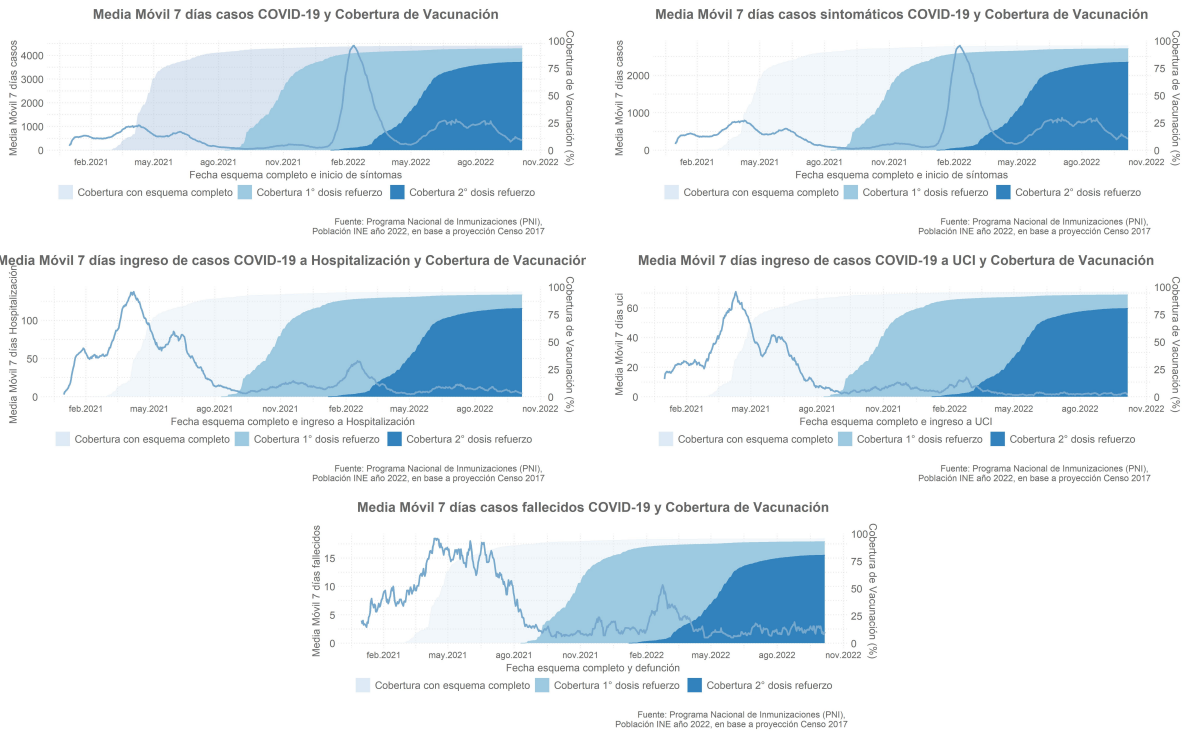 Media Móvil 7 días casos COVID-19 y Cobertura de Vacunación
Media Móvil 7 días casos
4000
3000
2000
1000
0
100
75
50
25
0
Cobertura de Vacunación (%)
feb.2021 may.2021 ago.2021 nov.2021 feb.2022 may.2022 ago.2022 nov.2022
Fecha esquema completo e inicio de síntomas
Cobertura con esquema completo Cobertura 1° dosis refuerzo Cobertura 2° dosis refuerzo
Fuente: Programa Nacional de Inmunizaciones (PNI),
Población INE año 2022, en base a proyección Censo 2017
Media Móvil 7 días casos sintomáticos COVID-19 y Cobertura de Vacunación
Media Móvil 7 días casos
2000
1000
0
100
75
50
25
0
Cobertura de Vacunación (%)
feb.2021 may.2021 ago.2021 nov.2021 feb.2022 may.2022 ago.2022 nov.2022
Fecha esquema completo e inicio de síntomas
Cobertura con esquema completo Cobertura 1° dosis refuerzo Cobertura 2° dosis refuerzo
Fuente: Programa Nacional de Inmunizaciones (PNI),
Población INE año 2022, en base a proyección Censo 2017
Media Móvil 7 días ingreso de casos COVID-19 a Hospitalización y Cobertura de Vacunación
Media Móvil 7 días Hospitalización
100
50
0
100
75
50
25
0
Cobertura de Vacunación (%)
feb.2021 may.2021 ago.2021 nov.2021 feb.2022 may.2022 ago.2022 nov.2022
Fecha esquema completo e ingreso a Hospitalización
Cobertura con esquema completo Cobertura 1° dosis refuerzo Cobertura 2° dosis refuerzo
Fuente: Programa Nacional de Inmunizaciones (PNI),
Población INE año 2022, en base a proyección Censo 2017
Media Móvil 7 días ingreso de casos COVID-19 a UCI y Cobertura de Vacunación
Media Móvil 7 días uci
60
40
20
0
100
75
50
25
0
Cobertura de Vacunación (%)
feb.2021 may.2021 ago.2021 nov.2021 feb.2022 may.2022 ago.2022 nov.2022
Fecha esquema completo e ingreso a UCI
Cobertura con esquema completo Cobertura 1° dosis refuerzo Cobertura 2° dosis refuerzo
Fuente: Programa Nacional de Inmunizaciones (PNI),
Población INE año 2022, en base a proyección Censo 2017
Media Móvil 7 días casos fallecidos COVID-19 y Cobertura de Vacunación
Media Móvil 7 días fallecidos
15
10
5
0
100
75
50
25
0
Cobertura de Vacunación (%)
feb.2021 may.2021 ago.2021 nov.2021 feb.2022 may.2022 ago.2022 nov.2022
Fecha esquema completo y defunción
Cobertura con esquema completo Cobertura 1° dosis refuerzo Cobertura 2° dosis refuerzo
Fuente: Programa Nacional de Inmunizaciones (PNI),
Población INE año 2022, en base a proyección Censo 2017